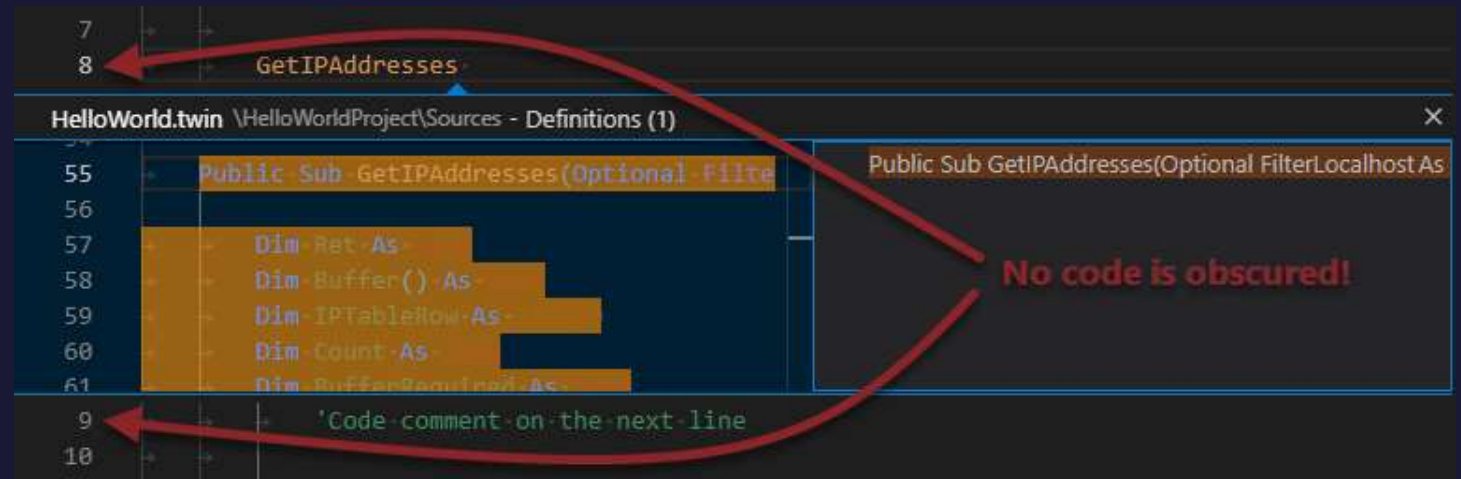 7
8 GetIPAddresses
HelloWorld.twin \HelloWorldProject\Sources - Definitions (1)
55 Public Sub GetIPAddresses(Optional Filte
56
57 Dim Ret As
58 Dim Buffer() As
59 Dim IPTableRow As
60 Dim Count As
61 Dim BufferRequired As
Public Sub GetIPAddresses(Optional FilterLocalhost As
No code is obscured!
9 'Code comment on the next line
10